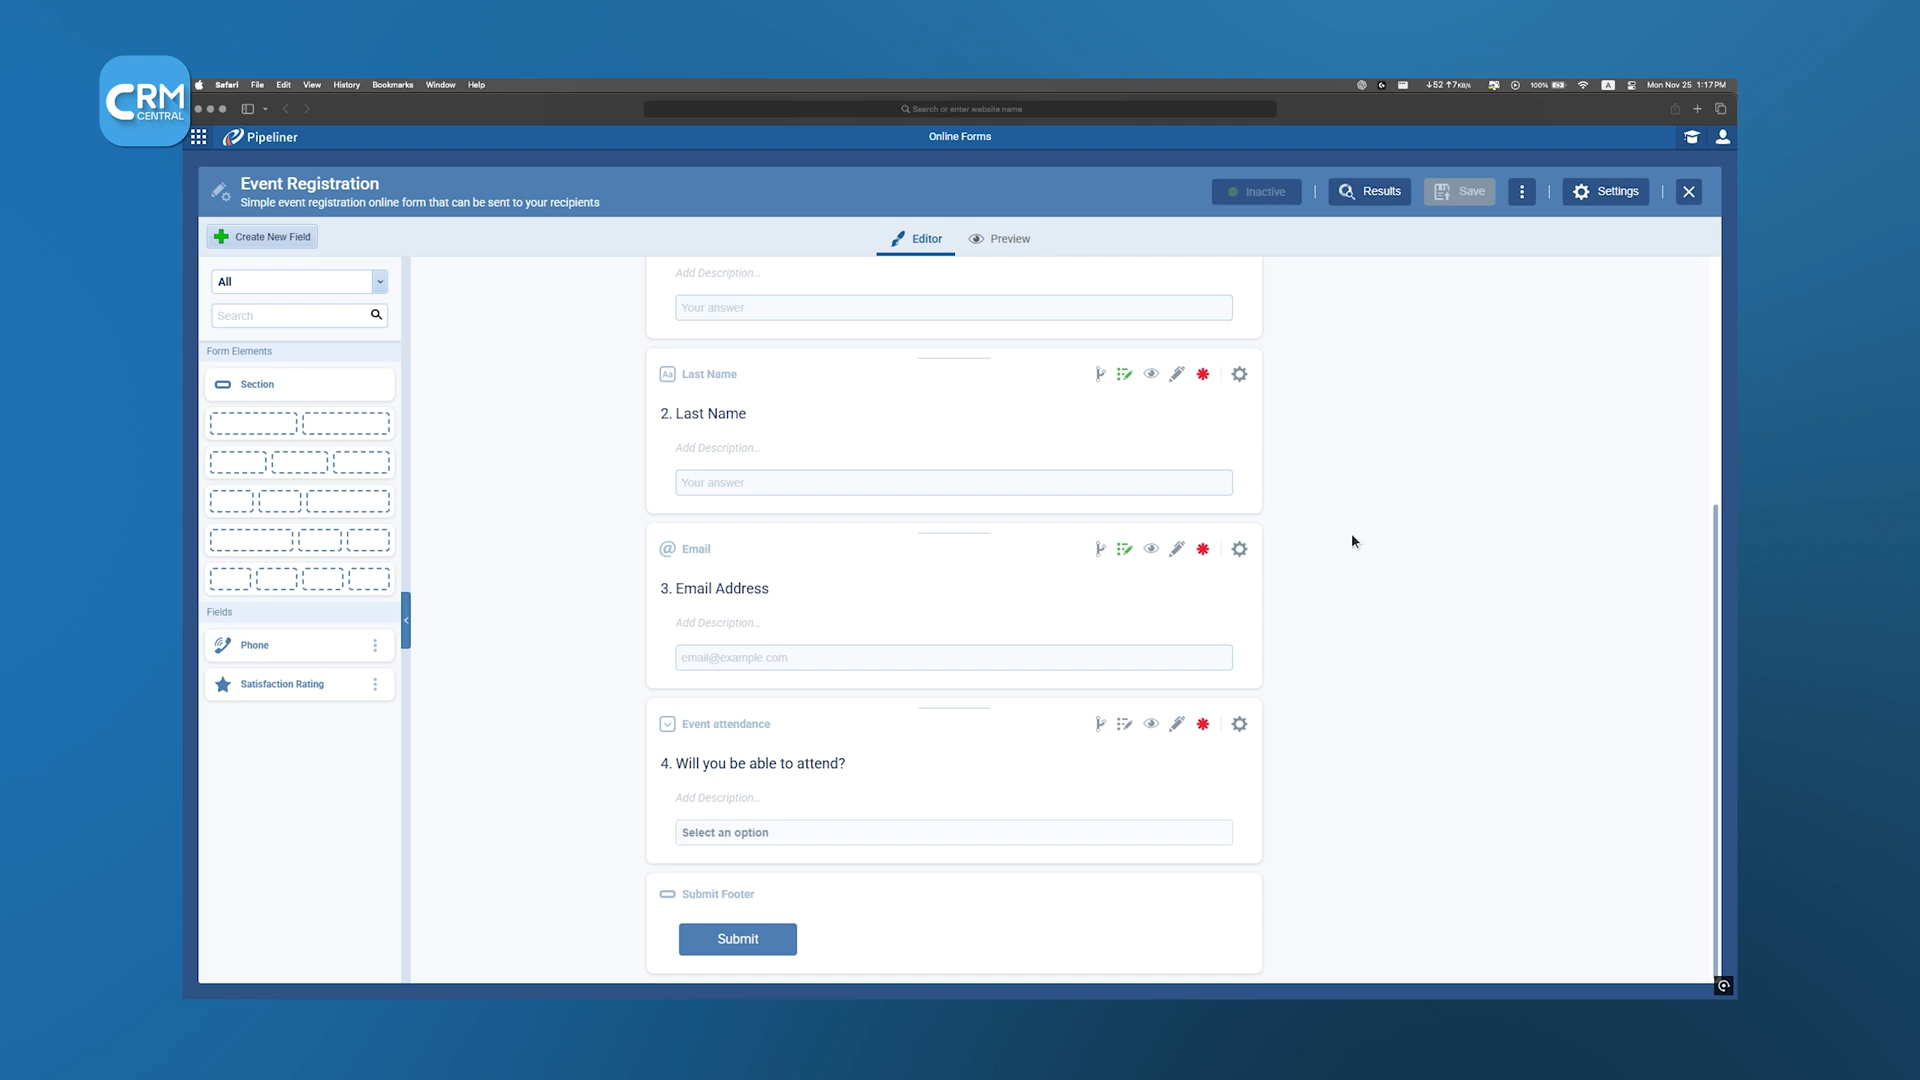 CRM
CENTRAL
Safari File Edit View History Bookmarks Window Help
↓52 ↑7KB/s 100% A Mon Nov 25 1:17 PM
Search or enter website name
Pipeliner
Online Forms
Event Registration
Simple event registration online form that can be sent to your recipients
Inactive
Results
Save
Settings
Create New Field
Editor
Preview
All
Search
Form Elements
Section
Fields
Phone
Satisfaction Rating
Add Description...
Your answer
Aa Last Name
2. Last Name
Add Description...
Your answer
@ Email
3. Email Address
Add Description...
email@example.com
Event attendance
4. Will you be able to attend?
Add Description...
Select an option
Submit Footer
Submit